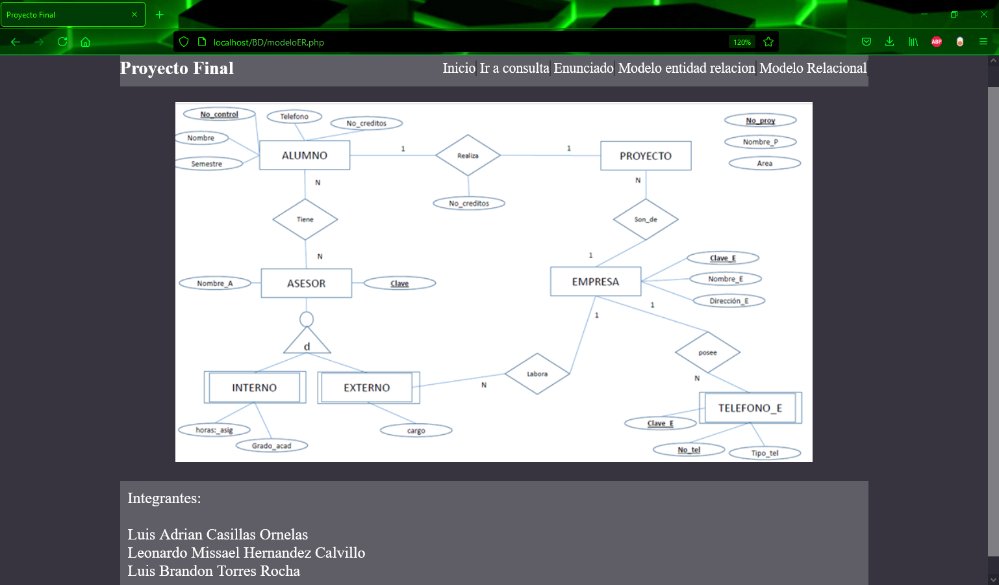 Proyecto Final
localhost/BD/modeloER.php
120%
ABP
Proyecto Final
Inicio Ir a consulta Enunciado Modelo entidad relacion Modelo Relacional
No_control
Telefono
No_creditos
Nombre
Semestre
ALUMNO
1
Realiza
1
PROYECTO
No_proy
Nombre_P
Area
N
No_creditos
N
Tiene
Son_de
N
1
Nombre_A
ASESOR
Clave
EMPRESA
Clave_E
Nombre_E
Dirección_E
1
1
d
posee
Labora
N
N
INTERNO
EXTERNO
TELEFONO_E
horas:_asig
Grado_acad
cargo
Clave_E
No_tel
Tipo_tel
Integrantes:
Luis Adrian Casillas Ornelas
Leonardo Missael Hernandez Calvillo
Luis Brandon Torres Rocha